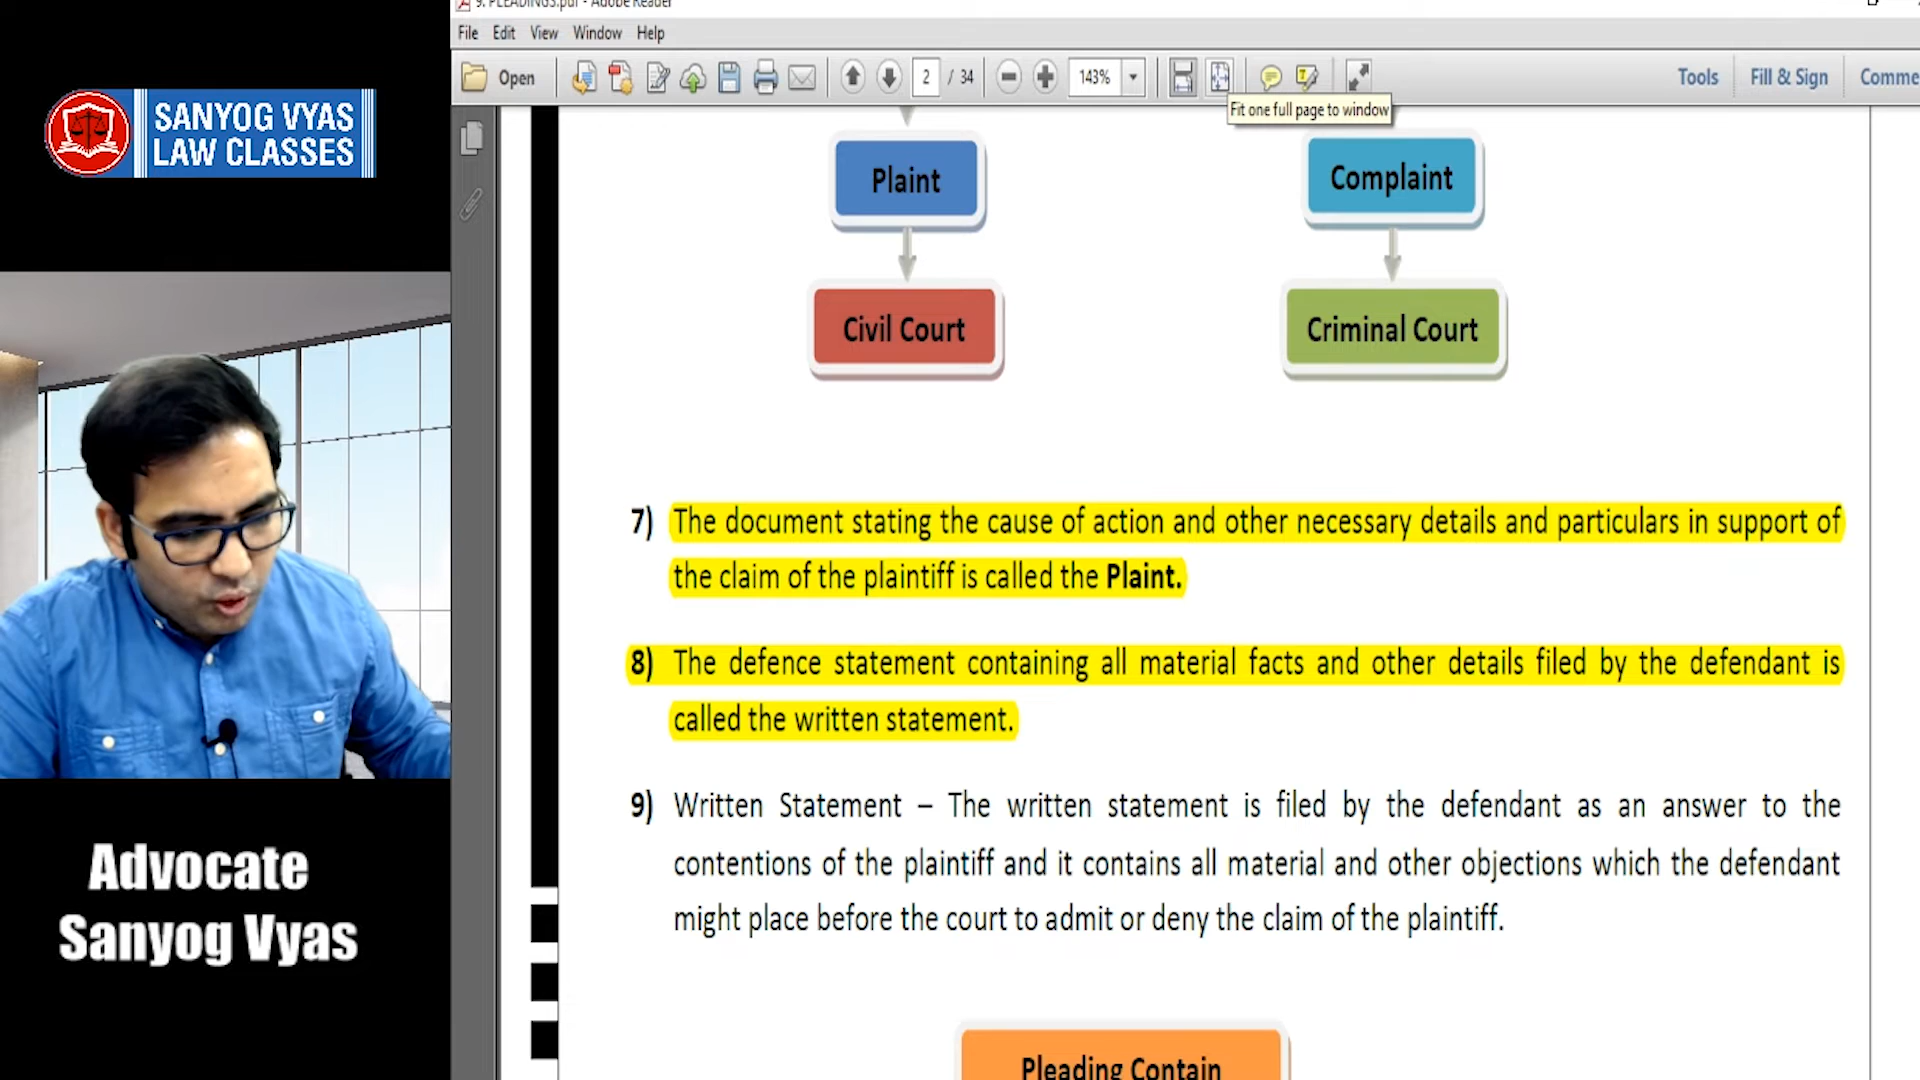 9. PLEADINGS.pdf - Adobe Reader
File Edit View Window Help
Open 2 / 34 143% Tools Fill & Sign Comme
Fit one full page to window
SANYOG VYAS
LAW CLASSES
Plaint Complaint
Civil Court Criminal Court
7) The document stating the cause of action and other necessary details and particulars in support of
the claim of the plaintiff is called the Plaint.
8) The defence statement containing all material facts and other details filed by the defendant is
called the written statement.
9) Written Statement – The written statement is filed by the defendant as an answer to the
contentions of the plaintiff and it contains all material and other objections which the defendant
might place before the court to admit or deny the claim of the plaintiff.
Pleading Contain
Advocate
Sanyog Vyas